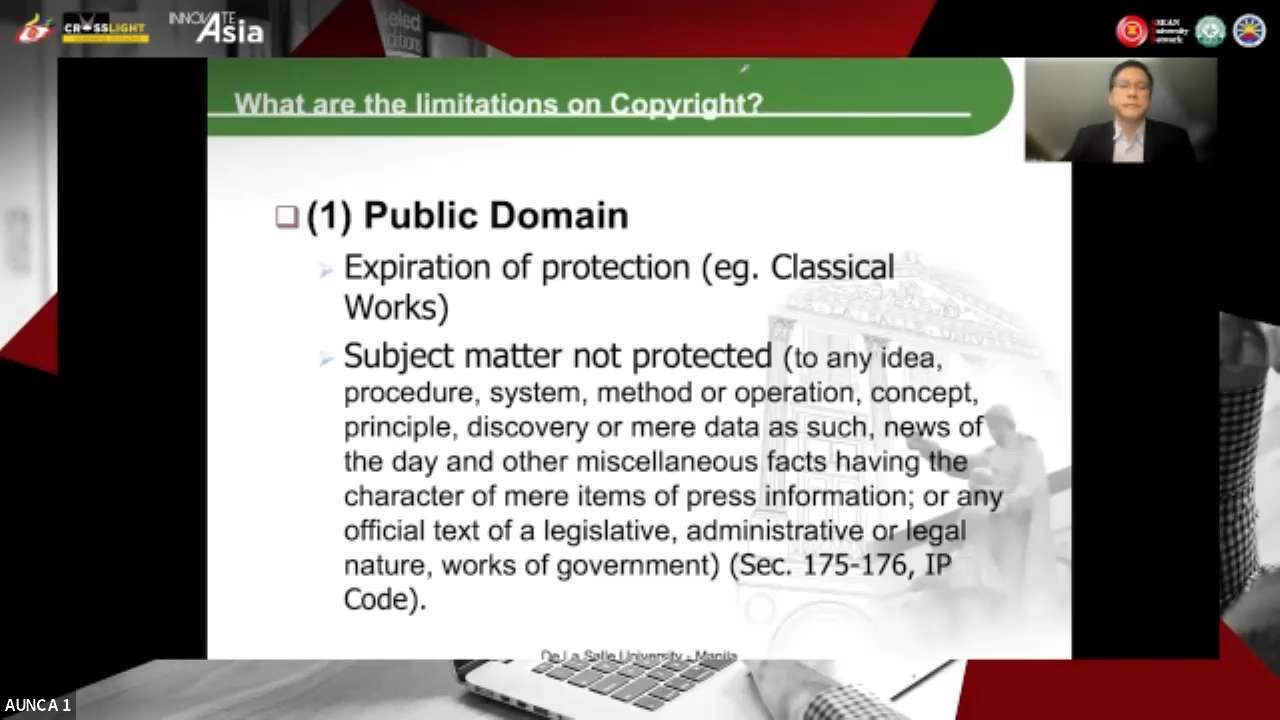 CROSSLIGHT
INNOVATE
Asia
ASEAN
University
Network
What are the limitations on Copyright?
(1) Public Domain
Expiration of protection (eg. Classical
Works)
Subject matter not protected (to any idea,
procedure, system, method or operation, concept,
principle, discovery or mere data as such, news of
the day and other miscellaneous facts having the
character of mere items of press information; or any
official text of a legislative, administrative or legal
nature, works of government) (Sec. 175-176, IP
Code).
De La Salle University - Manila
AUNCA 1